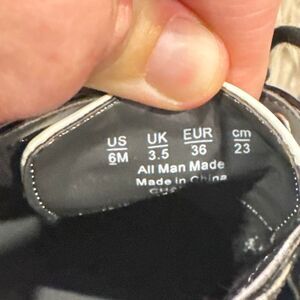 US UK EUR cm
6M 3.5 36 23
All Man Made
Made in China